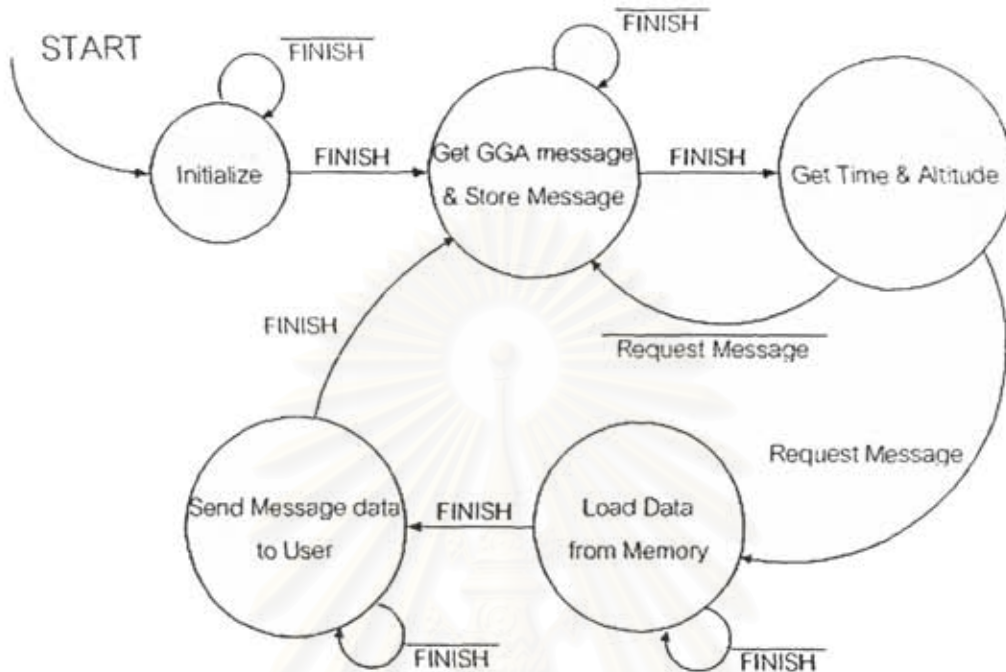 START
FINISH
FINISH
Initialize
FINISH
Get GGA message
& Store Message
FINISH
Get Time & Altitude
FINISH
Request Message
Request Message
Send Message data
to User
FINISH
Load Data
from Memory
FINISH
FINISH